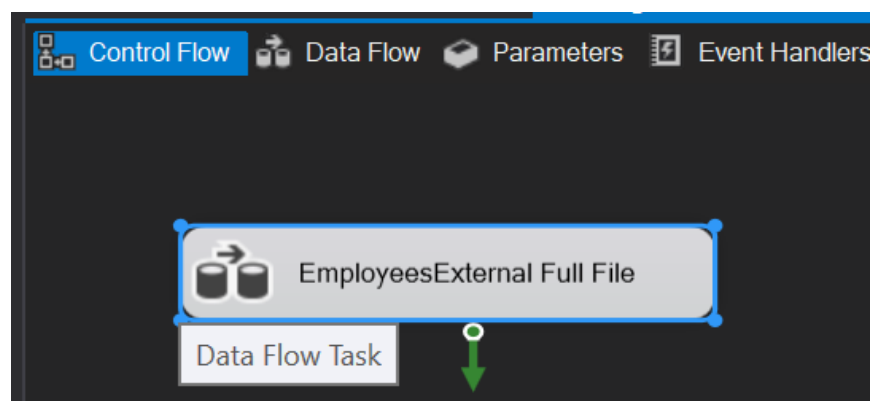 Control Flow Data Flow Parameters Event Handlers
EmployeesExternal Full File
Data Flow Task